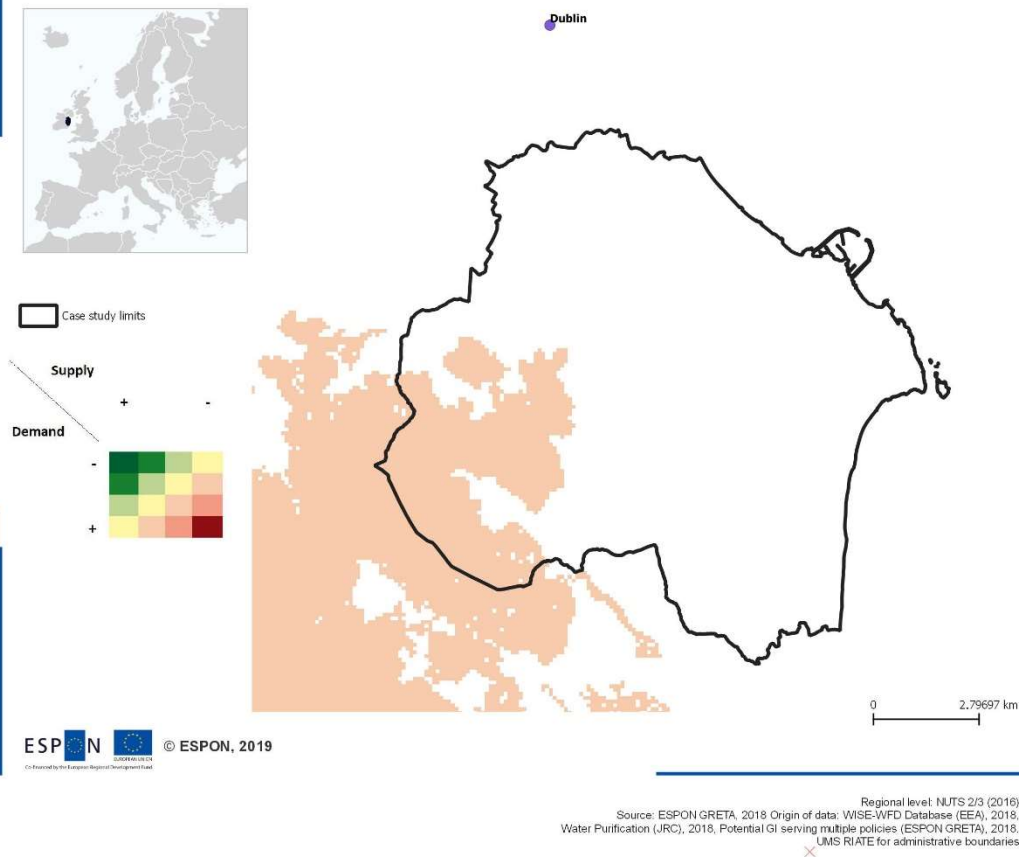 Dublin
Case study limits
Supply
+ -
Demand
-
+
0 2.79697 km
ESPON
EUROPEAN UNION
© ESPON, 2019
Co-financed by the European Regional Development Fund
Regional level: NUTS 2/3 (2016)
Source: ESPON GRETA, 2018 Origin of data: WISE-WFD Database (EEA), 2018,
Water Purification (JRC), 2018, Potential GI serving multiple policies (ESPON GRETA), 2018.
UMS RIATE for administrative boundaries